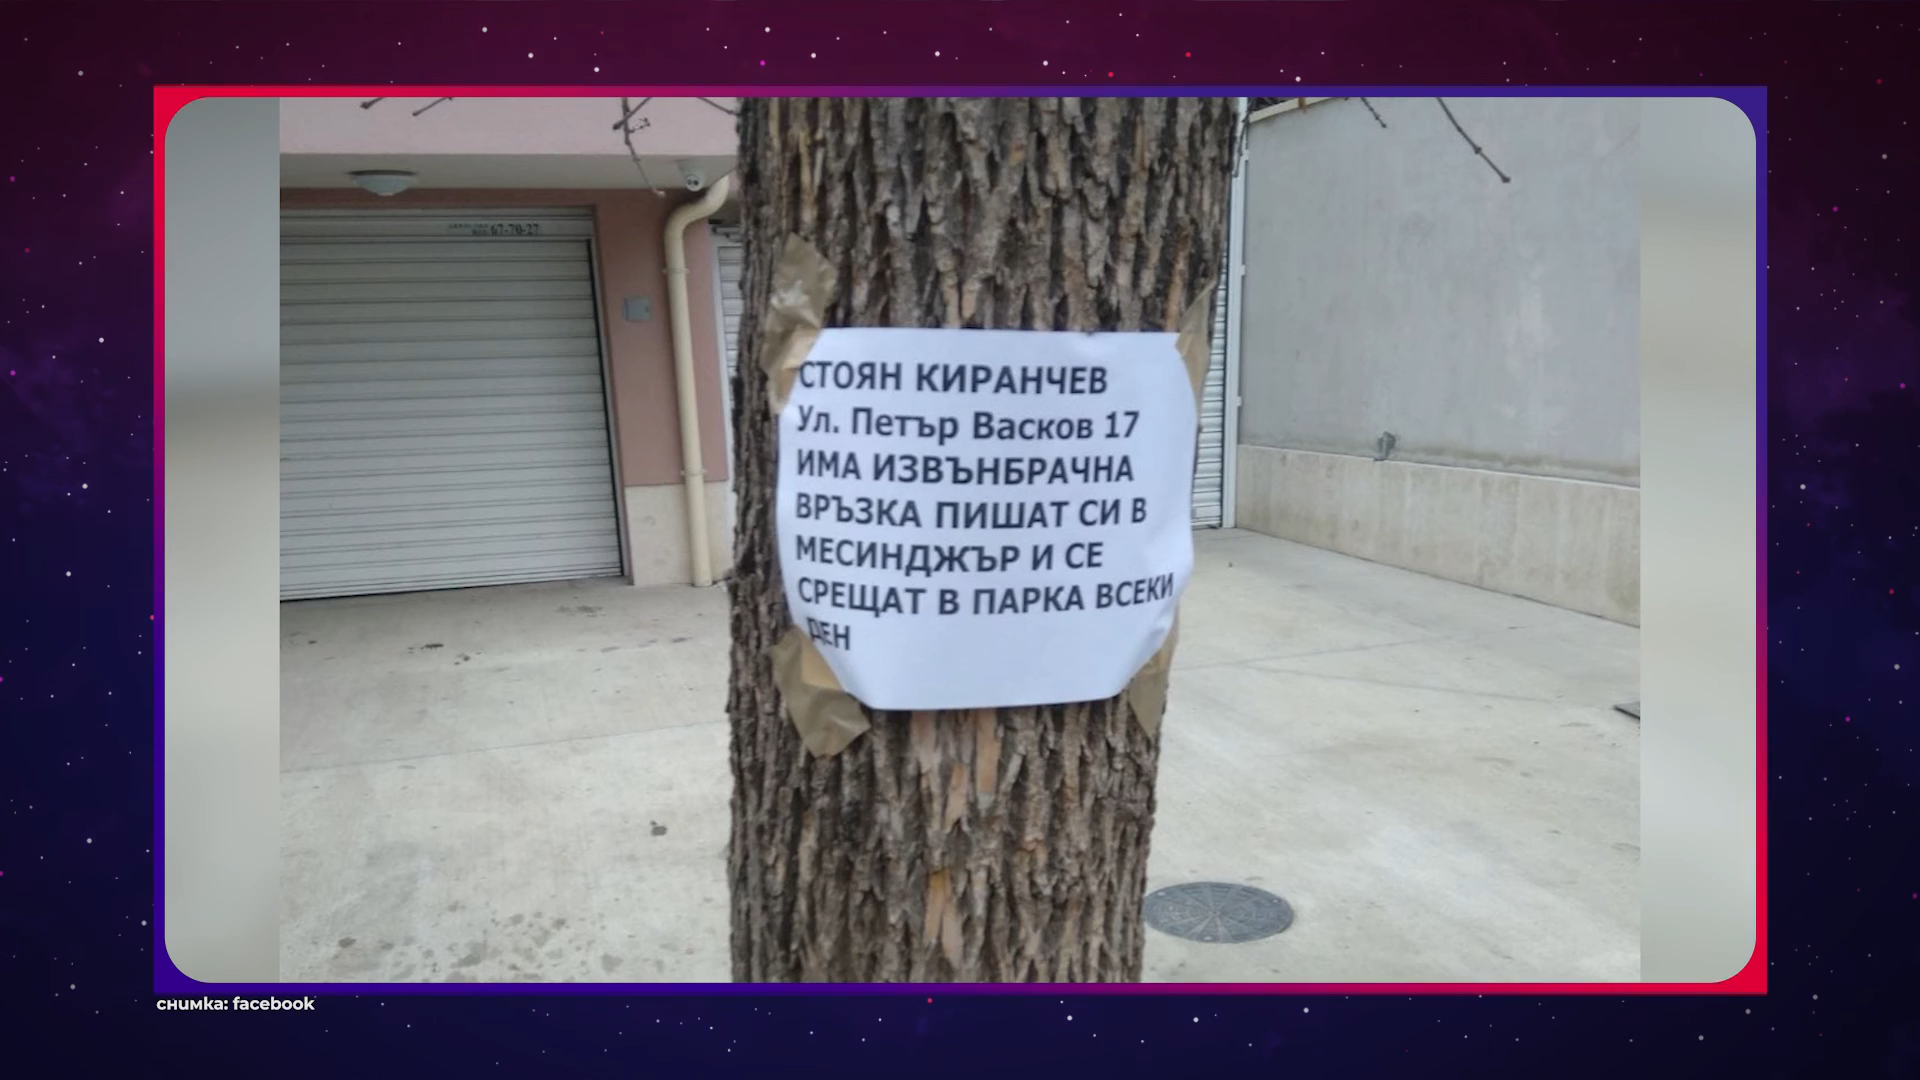 67-70-27
СТОЯН КИРАНЧЕВ
Ул. Петър Васков 17
ИМА ИЗВЪНБРАЧНА
ВРЪЗКА ПИШАТ СИ В
МЕСИНДЖЪР И СЕ
СРЕЩАТ В ПАРКА ВСЕКИ
ДЕН
снимка: facebook